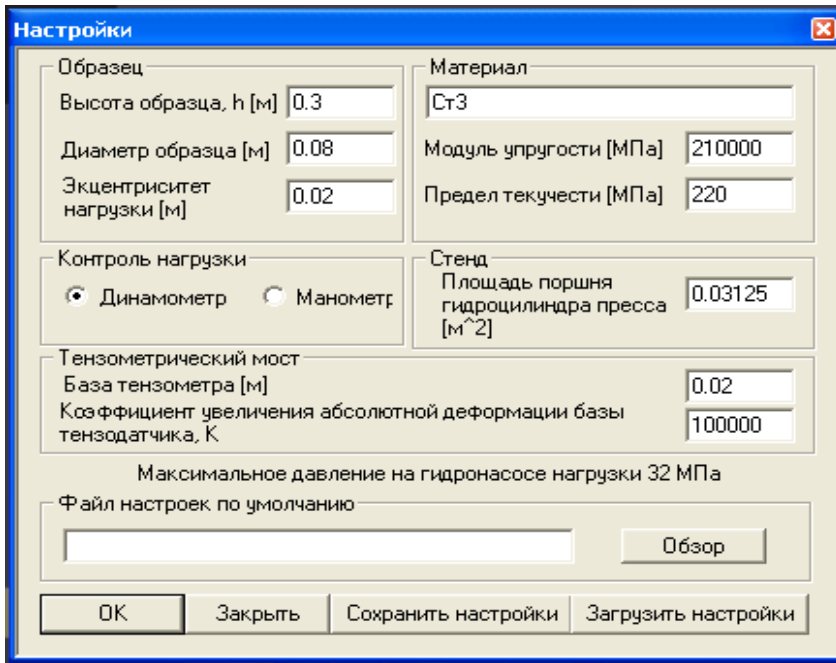 Настройки
Образец
Высота образца, h [м] 0.3
Диаметр образца [м] 0.08
Экцентриситет
нагрузки [м] 0.02
Материал
Ст3
Модуль упругости [МПа] 210000
Предел текучести [МПа] 220
Контроль нагрузки
Динамометр Манометр
Стенд
Площадь поршня
гидроцилиндра пресса 0.03125
[м^2]
Тензометрический мост
База тензометра [м] 0.02
Коэффициент увеличения абсолютной деформации базы
тензодатчика, K 100000
Максимальное давление на гидронасосе нагрузки 32 МПа
Файл настроек по умолчанию
Обзор
OK Закрыть Сохранить настройки Загрузить настройки